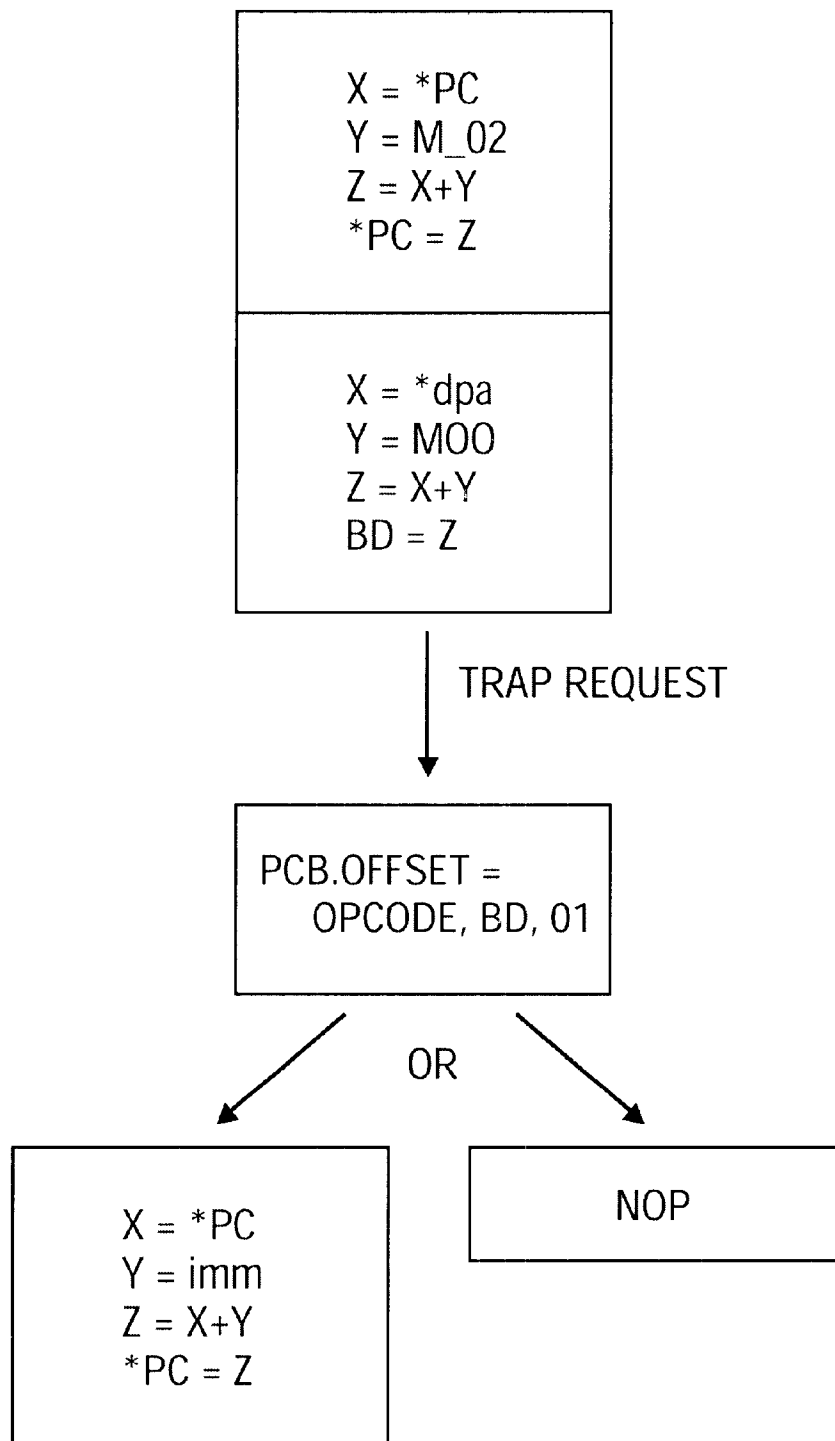 X = *PC
Y = M_02
Z = X+Y
*PC = Z
X = *dpa
Y = MOO
Z = X+Y
BD = Z
TRAP REQUEST
PCB.OFFSET =
OPCODE, BD, 01
OR
X = *PC
Y = imm
Z = X+Y
*PC = Z
NOP